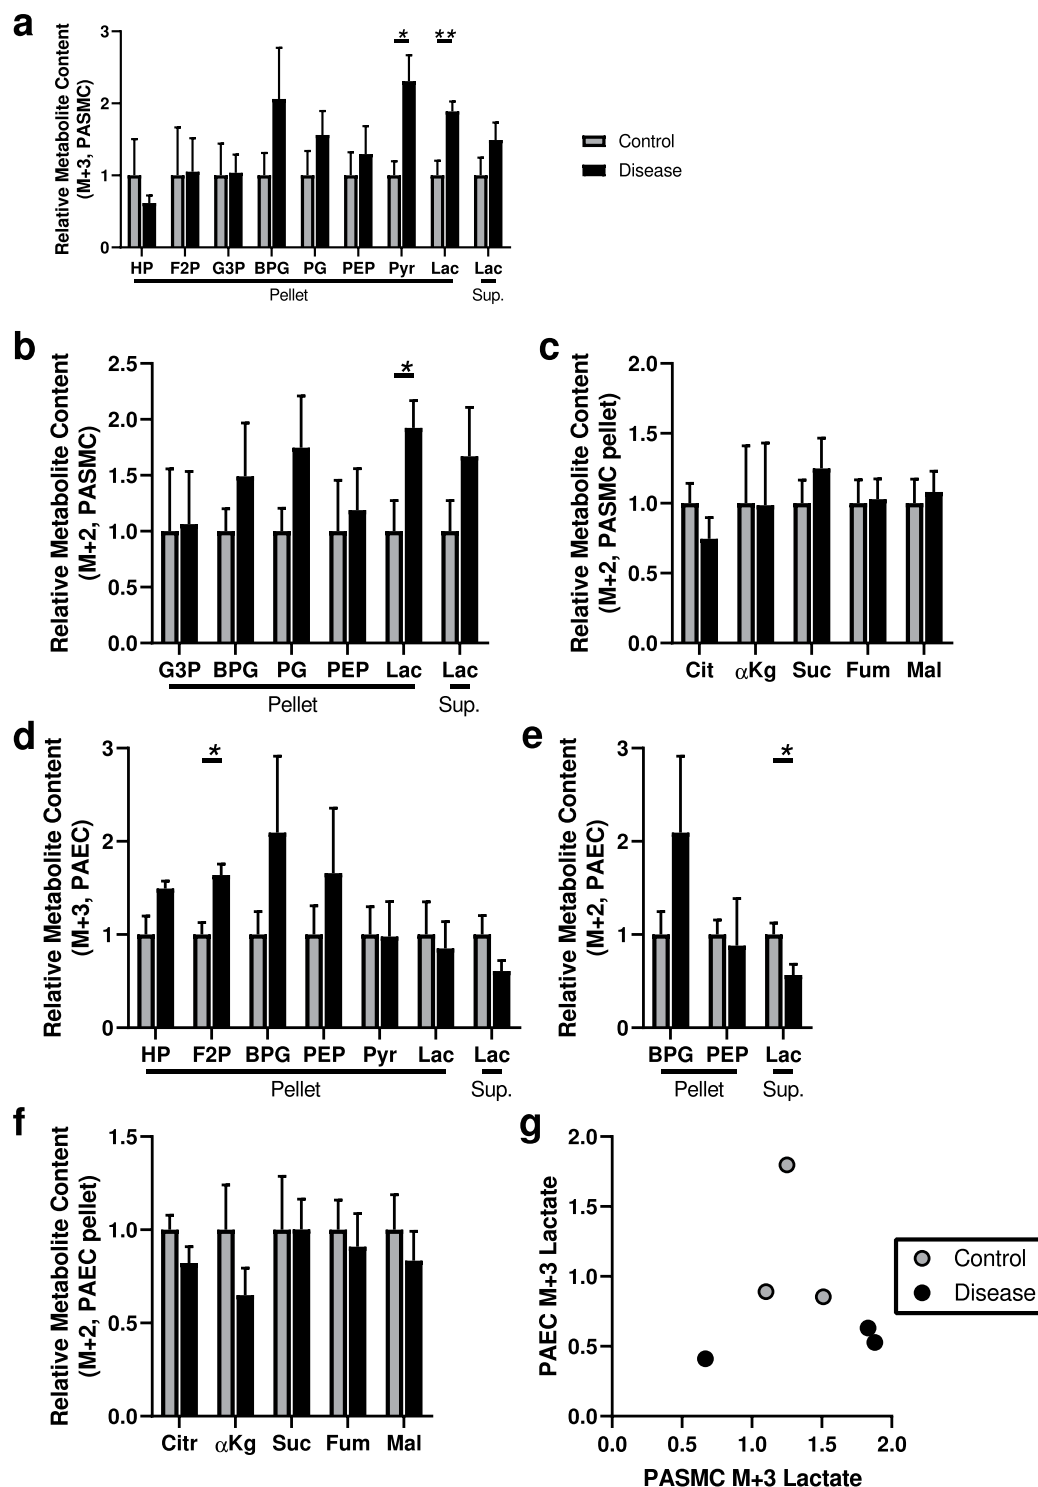 a
Relative Metabolite Content
(M+3, PASMC)
3
2
1
0
* **
HP F2P G3P BPG PG PEP Pyr Lac Lac
Pellet Sup.
Control
Disease
b
Relative Metabolite Content
(M+2, PASMC)
2.5
2.0
1.5
1.0
0.5
0.0
*
G3P BPG PG PEP Lac Lac
Pellet Sup.
c
Relative Metabolite Content
(M+2, PASMC pellet)
2.0
1.5
1.0
0.5
0.0
Cit αKg Suc Fum Mal
d
Relative Metabolite Content
(M+3, PAEC)
3
2
1
0
*
HP F2P BPG PEP Pyr Lac Lac
Pellet Sup.
e
Relative Metabolite Content
(M+2, PAEC)
3
2
1
0
*
BPG PEP Lac
Pellet Sup.
f
Relative Metabolite Content
(M+2, PAEC pellet)
1.5
1.0
0.5
0.0
Citr αKg Suc Fum Mal
g
PAEC M+3 Lactate
2.0
1.5
1.0
0.5
0.0
0.0 0.5 1.0 1.5 2.0
PASMC M+3 Lactate
Control
Disease